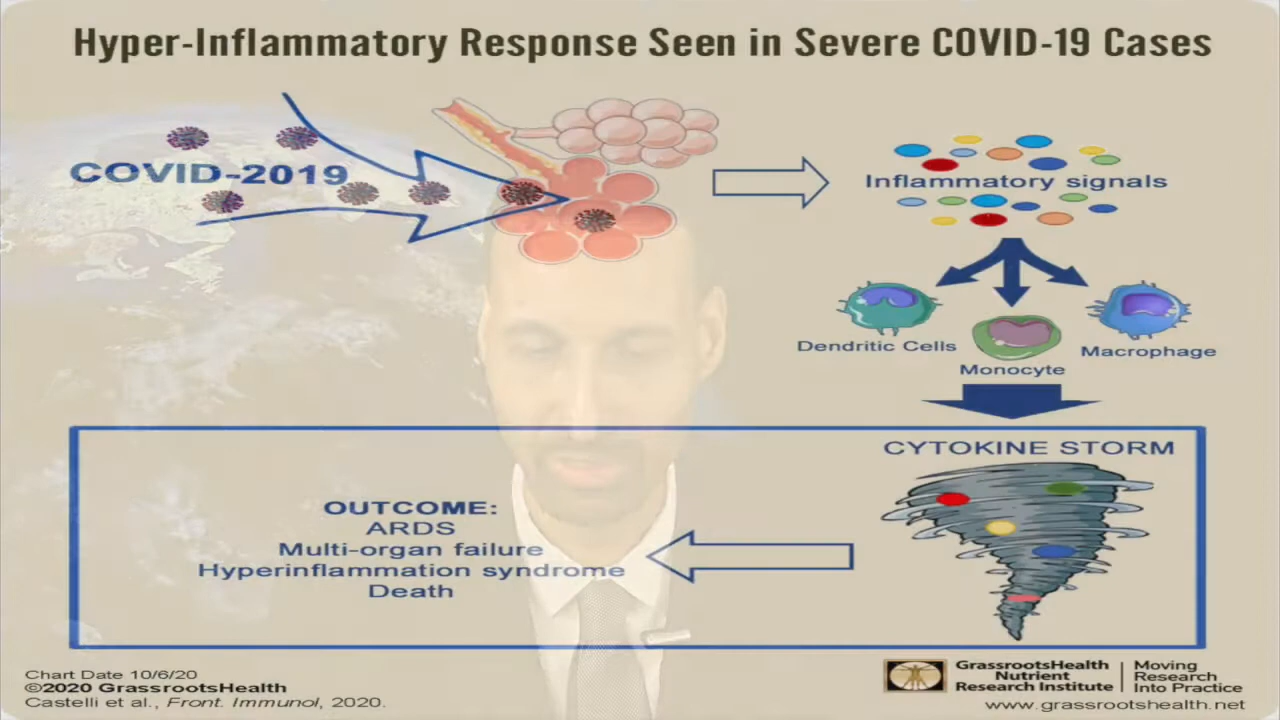 Hyper-Inflammatory Response Seen in Severe COVID-19 Cases
COVID-2019
Inflammatory signals
Dendritic Cells
Monocyte
Macrophage
CYTOKINE STORM
OUTCOME:
ARDS
Multi-organ failure
Hyperinflammation syndrome
Death
Chart Date 10/6/20
©2020 GrassrootsHealth
Castelli et al., Front. Immunol, 2020.
GrassrootsHealth
Nutrient
Research Institute
Moving
Research
Into Practice
www.grassrootshealth.net